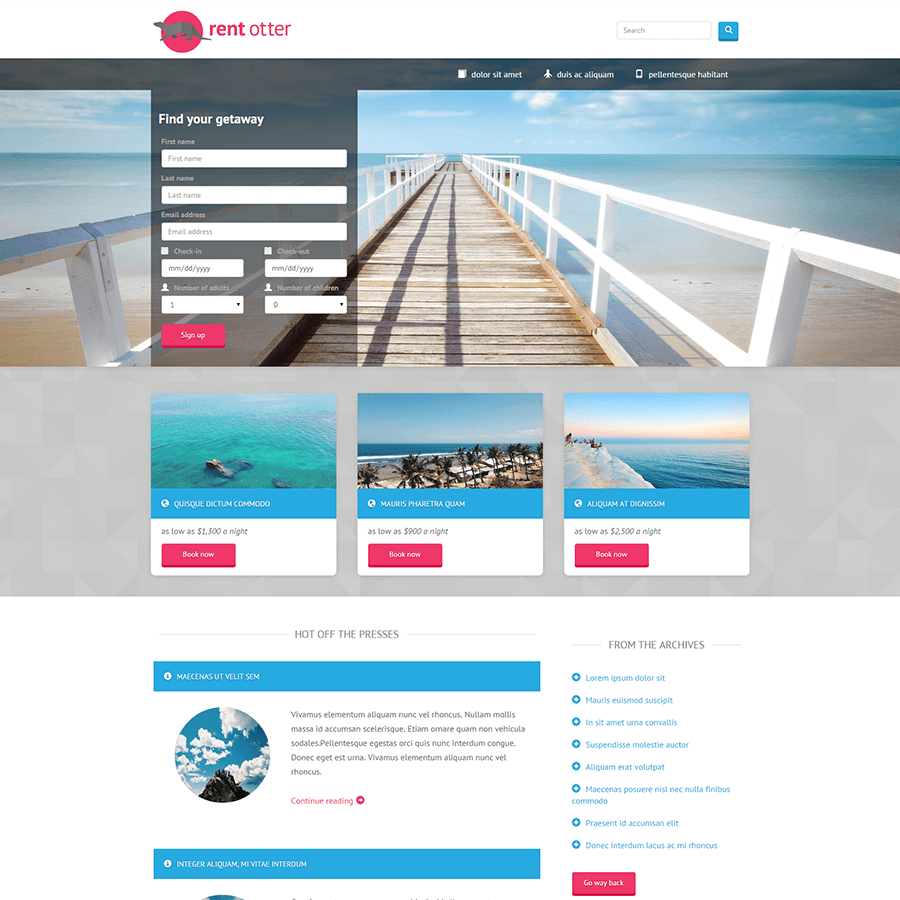 rent otter
Search
dolor sit amet
duis ac aliquam
pellentesque habitant
Find your getaway
First name
First name
Last name
Last name
Email address
Email address
Check-in
Check-out
mm/dd/yyyy
mm/dd/yyyy
Number of adults
Number of children
1
0
Sign up
QUISQUE DICTUM COMMODO
as low as $1,300 a night
Book now
MAURIS PHARETRA QUAM
as low as $900 a night
Book now
ALIQUAM AT DIGNISSIM
as low as $2,500 a night
Book now
HOT OFF THE PRESSES
MAECENAS UT VELIT SEM
Vivamus elementum aliquam nunc vel rhoncus. Nullam mollis
massa id accumsan scelerisque. Etiam ornare quam non vehicula
sodales.Pellentesque egestas orci quis nunc interdum congue.
Donec eget est urna. Vivamus elementum aliquam nunc vel
rhoncus.
Continue reading
INTEGER ALIQUAM, MI VITAE INTERDUM
FROM THE ARCHIVES
Lorem ipsum dolor sit
Mauris euismod suscipit
In sit amet urna convallis
Suspendisse molestie auctor
Aliquam erat volutpat
Maecenas posuere nisl nec nulla finibus
commodo
Praesent id accumsan elit
Donec interdum lacus ac mi rhoncus
Go way back